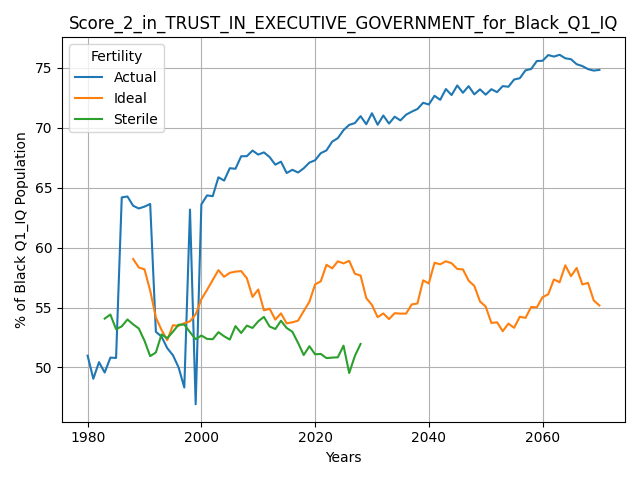 Score_2_in_TRUST_IN_EXECUTIVE_GOVERNMENT_for_Black_Q1_IQ
Fertility
Actual
Ideal
Sterile
% of Black Q1_IQ Population
75
70
65
60
55
50
1980
2000
2020
2040
2060
Years